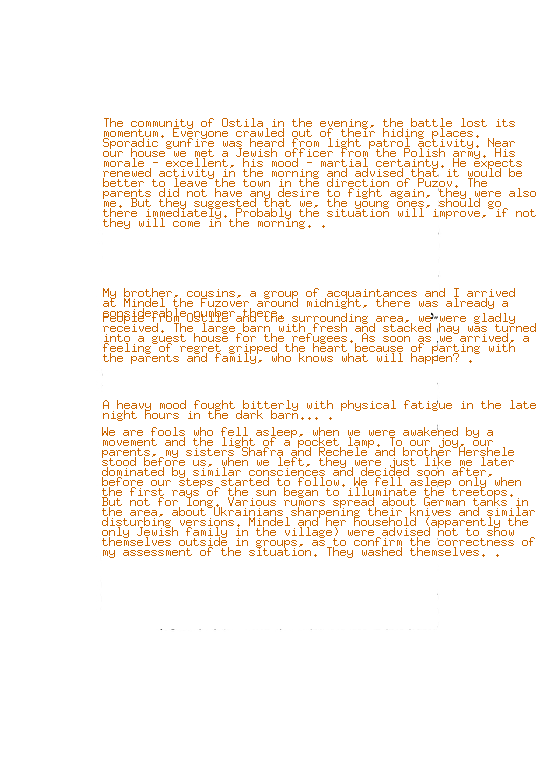 The community of Ostila in the evening, the battle lost its
momentum. Everyone crawled out of their hiding places.
Sporadic gunfire was heard from light patrol activity. Near
our house we met a Jewish officer from the Polish army. His
morale - excellent, his mood - martial certainty. He expects
renewed activity in the morning and advised that it would be
better to leave the town in the direction of Puzov. The
parents did not have any desire to fight again, they were also
me. But they suggested that we, the young ones, should go
there immediately. Probably the situation will improve, if not
they will come in the morning. .
My brother, cousins, a group of acquaintances and I arrived
at Mindel the Fuzover around midnight, there was already a
considerable number there.
People from Ostila and the surrounding area, we were gladly
received. The large barn with fresh and stacked hay was turned
into a guest house for the refugees. As soon as we arrived, a
feeling of regret gripped the heart because of parting with
the parents and family, who knows what will happen? .
A heavy mood fought bitterly with physical fatigue in the late
night hours in the dark barn... .
We are fools who fell asleep, when we were awakened by a
movement and the light of a pocket lamp. To our joy, our
parents, my sisters Shafra and Rechele and brother Hershele
stood before us, when we left, they were just like me later
dominated by similar consciences and decided soon after,
before our steps started to follow. We fell asleep only when
the first rays of the sun began to illuminate the treetops.
But not for long. Various rumors spread about German tanks in
the area, about Ukrainians sharpening their knives and similar
disturbing versions. Mindel and her household (apparently the
only Jewish family in the village) were advised not to show
themselves outside in groups, as to confirm the correctness of
my assessment of the situation. They washed themselves. .